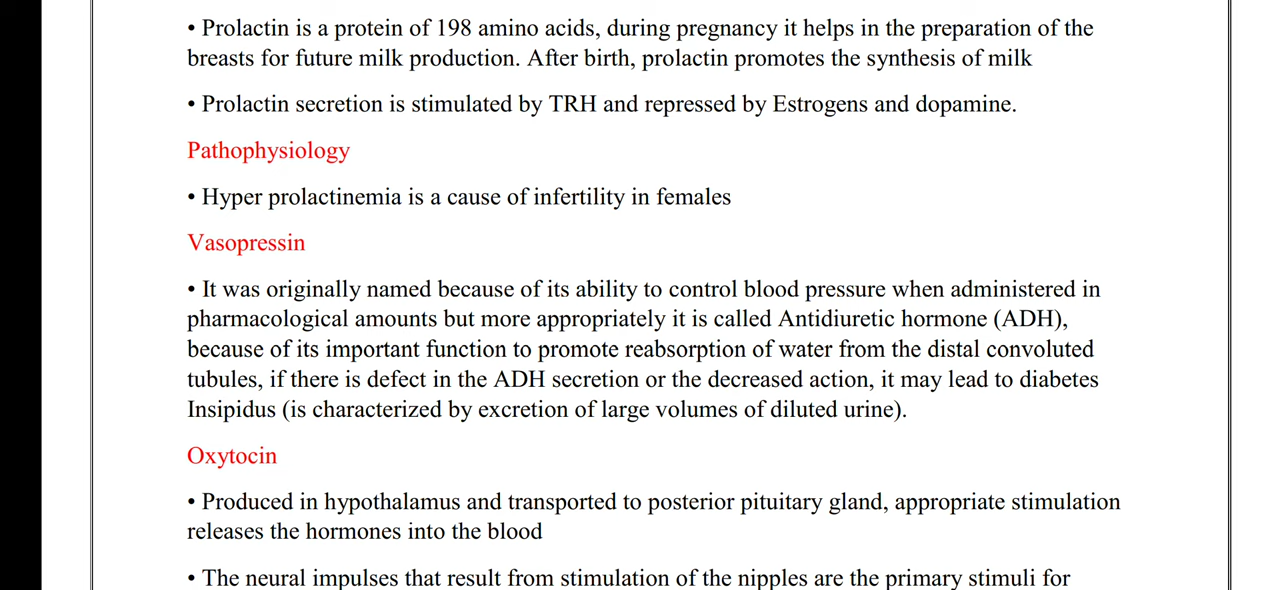 • Prolactin is a protein of 198 amino acids, during pregnancy it helps in the preparation of the
breasts for future milk production. After birth, prolactin promotes the synthesis of milk
• Prolactin secretion is stimulated by TRH and repressed by Estrogens and dopamine.
Pathophysiology
• Hyper prolactinemia is a cause of infertility in females
Vasopressin
• It was originally named because of its ability to control blood pressure when administered in
pharmacological amounts but more appropriately it is called Antidiuretic hormone (ADH),
because of its important function to promote reabsorption of water from the distal convoluted
tubules, if there is defect in the ADH secretion or the decreased action, it may lead to diabetes
Insipidus (is characterized by excretion of large volumes of diluted urine).
Oxytocin
• Produced in hypothalamus and transported to posterior pituitary gland, appropriate stimulation
releases the hormones into the blood
• The neural impulses that result from stimulation of the nipples are the primary stimuli for